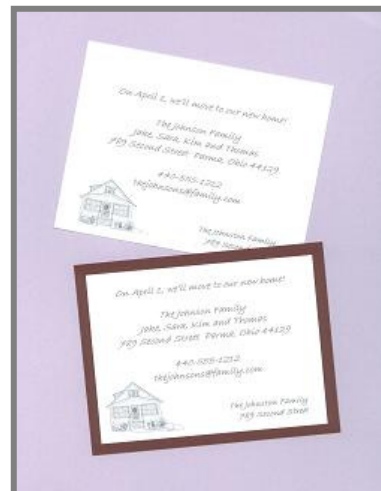 On April 2, we'll move to our new home!
The Johnson Family
Jake, Sara, Kim and Thomas
789 Second Street Parma, Ohio 44129
440-555-1212
thejohnsons@family.com
The Johnson Family
789 Second
On April 2, we'll move to our new home!
The Johnson Family
Jake, Sara, Kim and Thomas
789 Second Street Parma, Ohio 44129
440-555-1212
thejohnsons@family.com
The Johnston Family
789 Second Street